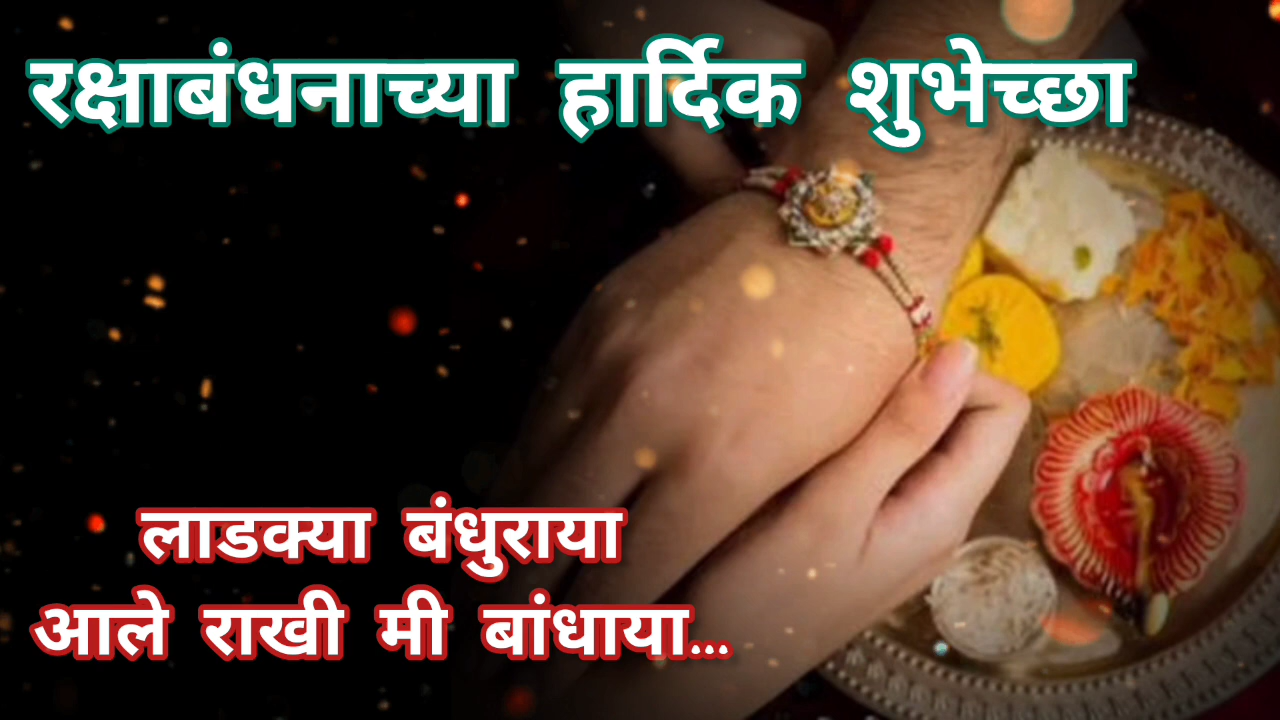 रक्षाबंधनाच्या हार्दिक शुभेच्छा
लाडक्या बंधुराया
आले राखी मी बांधाया...